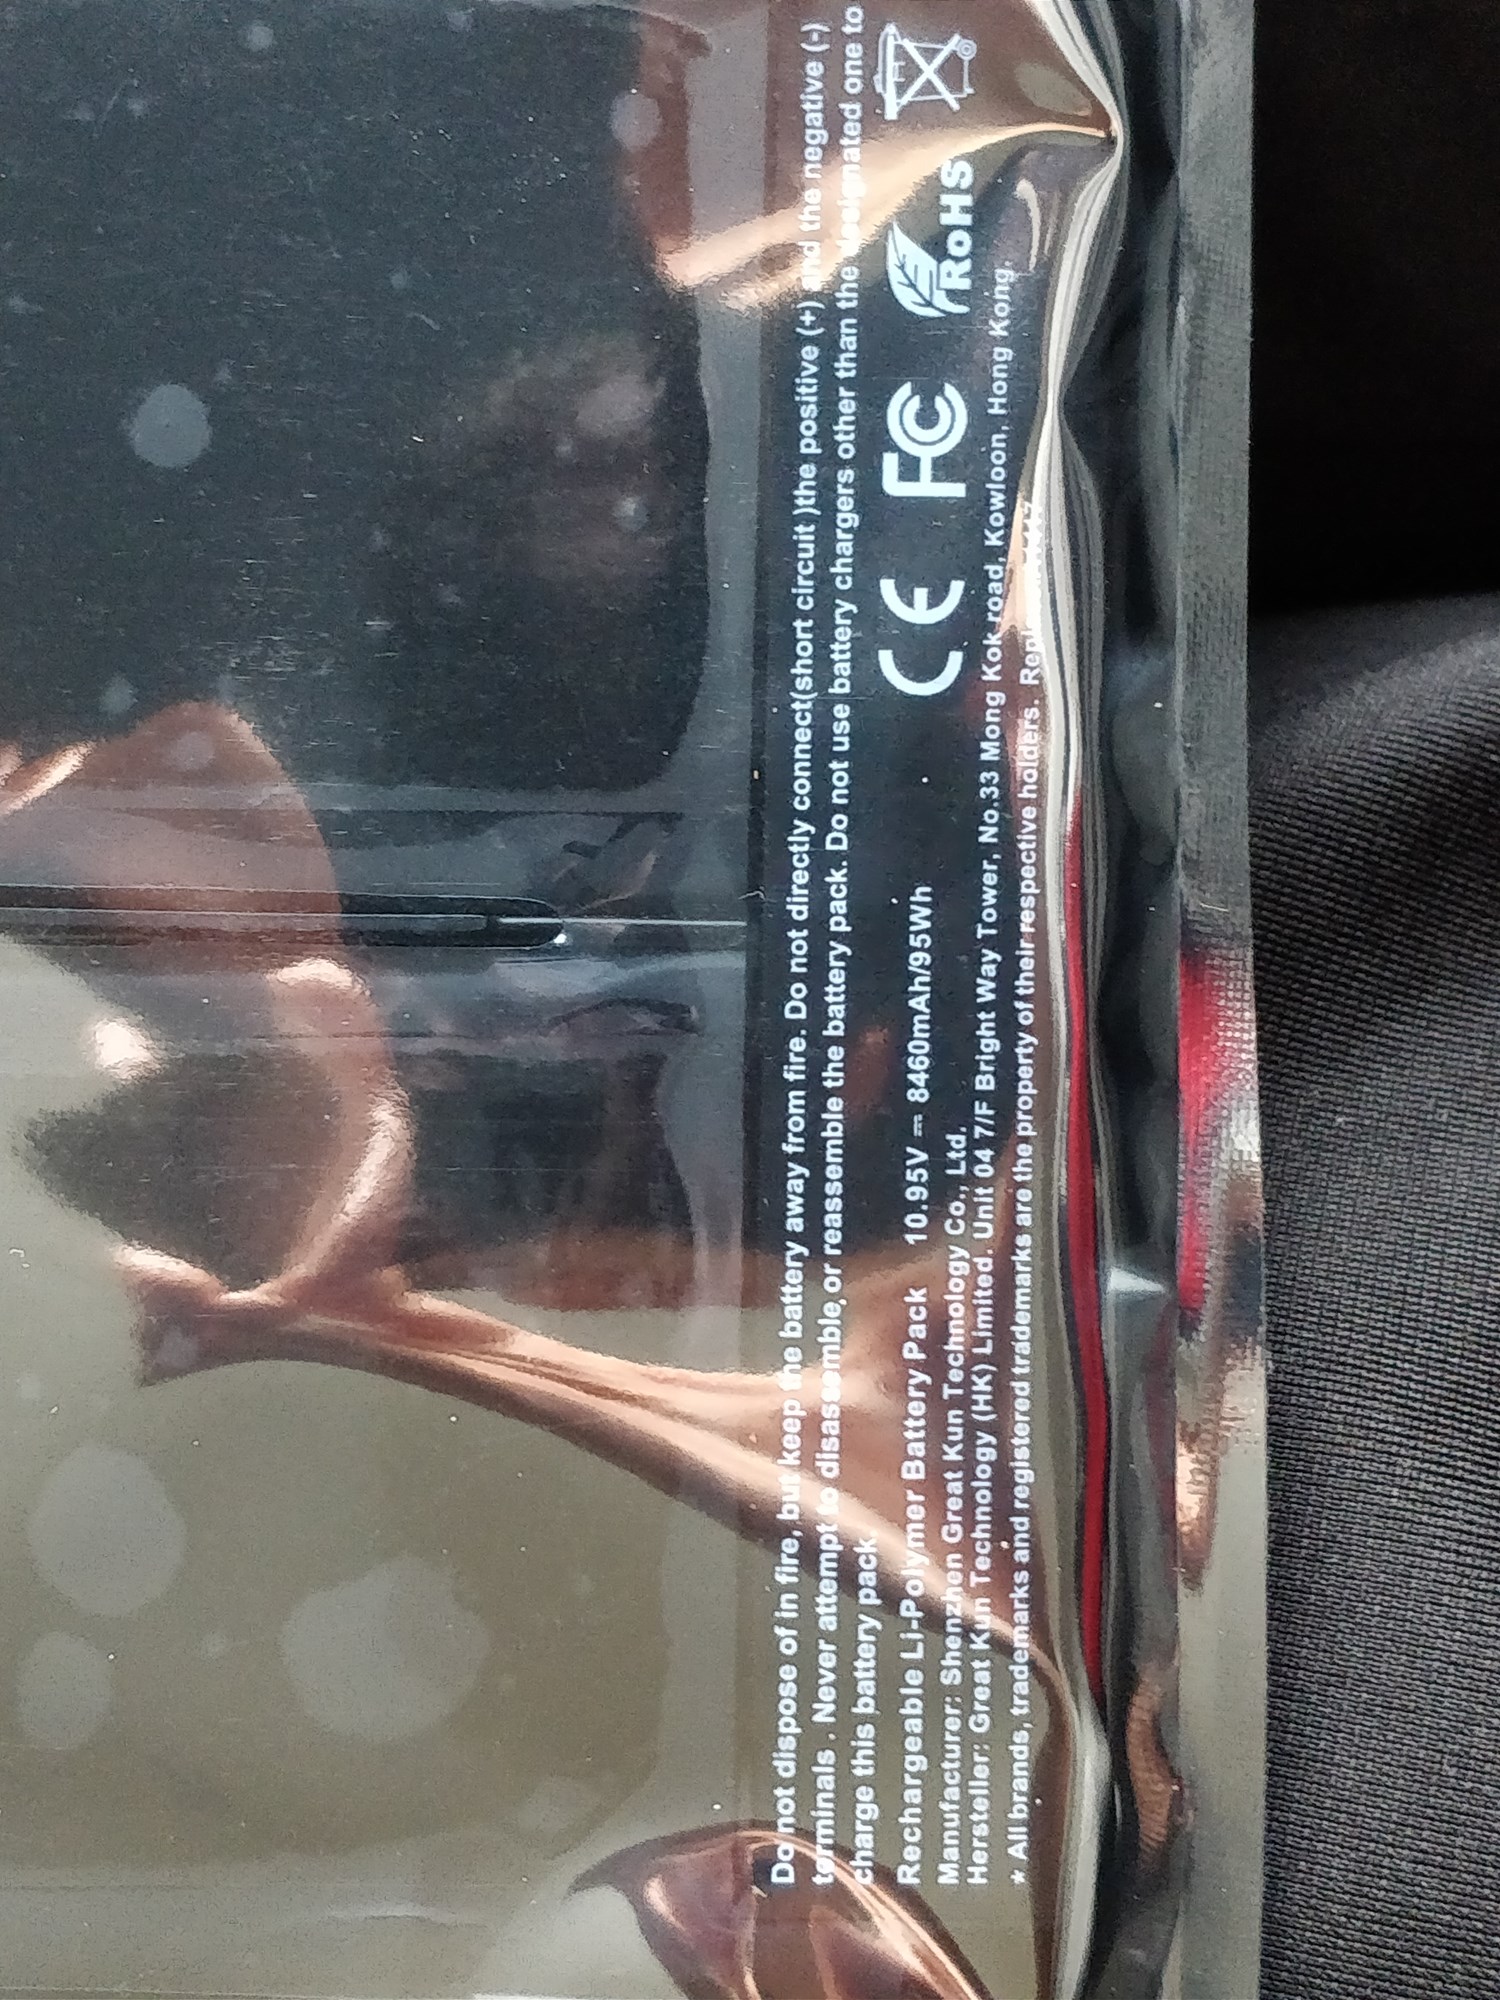 Do not dispose of in fire, but keep the battery away from fire. Do not directly connect(short circuit )the positive (+) and the negative (-)
terminals . Never attempt to disassemble, or reassemble the battery pack. Do not use battery chargers other than the designated one to
charge this battery pack.
Rechargeable Li-Polymer Battery Pack 10.95V ⎓ 8460mAh/95Wh
CE FC RoHS
Manufacturer: Shenzhen Great Kun Technology Co., Ltd.
Hersteller: Great Kun Technology (HK) Limited. Unit 04 7/F Bright Way Tower, No.33 Mong Kok road, Kowloon, Hong Kong.
* All brands, trademarks and registered trademarks are the property of their respective holders.